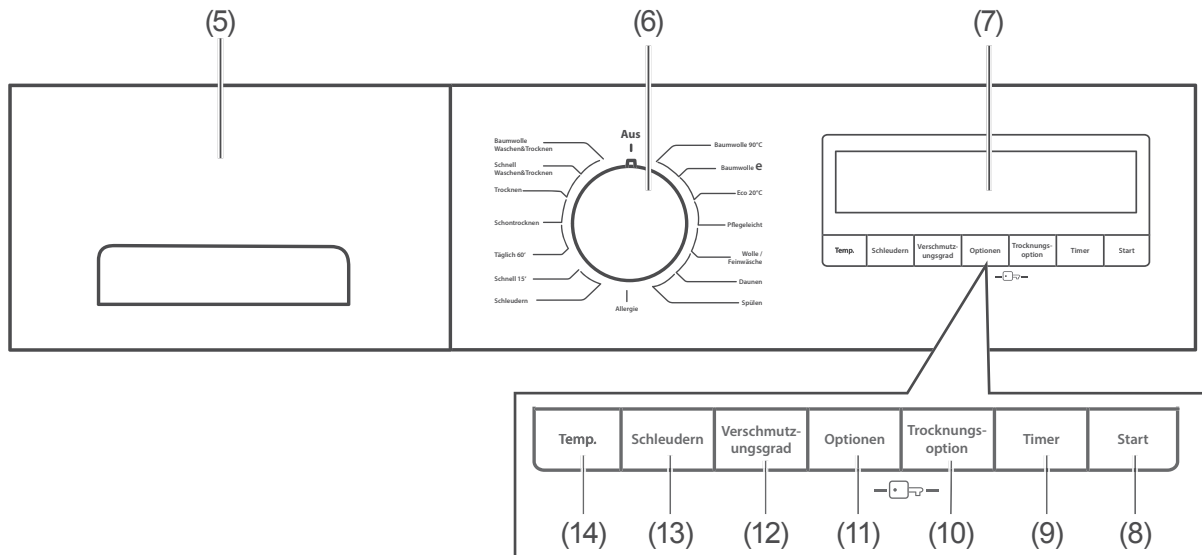 (5)
(6)
(7)
Aus
Baumwolle
Waschen&Trocknen
Schnell
Waschen&Trocknen
Trocknen
Schontrocknen
Täglich 60'
Schnell 15'
Schleudern
Allergie
Baumwolle 90°C
Baumwolle e
Eco 20°C
Pflegeleicht
Wolle /
Feinwäsche
Daunen
Spülen
Temp.
Schleudern
Verschmutz-
ungsgrad
Optionen
Trocknungs-
option
Timer
Start
Temp.
Schleudern
Verschmutz-
ungsgrad
Optionen
Trocknungs-
option
Timer
Start
(14)
(13)
(12)
(11)
(10)
(9)
(8)